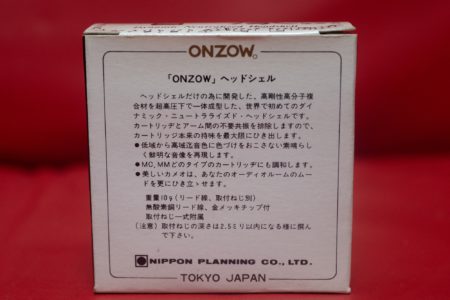 ONZOW®
「ONZOW」ヘッドシェル
ヘッドシェルだけの為に開発した、高剛性高分子複
合材を超高圧下で一体成型した、世界で初めてのダイ
ナミック・ニュートラライズド・ヘッドシェルです。
カートリッヂとアーム間の不要共振を排除しますので、
カートリッジ本来の持味を最大限にひき出します。
●低域から高域迄音色に色づけをおこさない素晴らし
く鮮明な音像を再現します。
●MC、MMどのタイプのカートリッヂにも調和します。
●美しいカメオは、あなたのオーディオルームのムー
ドを更にひき立ゝせます。
重量10g(リード線、取付ねじ別)
無酸素銅リード線、金メッキチップ付
取付ねじ一式附属
(注意) 取付ねじの深さは2.5ミリ以内になる様に撰ん
で下さい。
NIPPON PLANNING CO., LTD.
TOKYO JAPAN